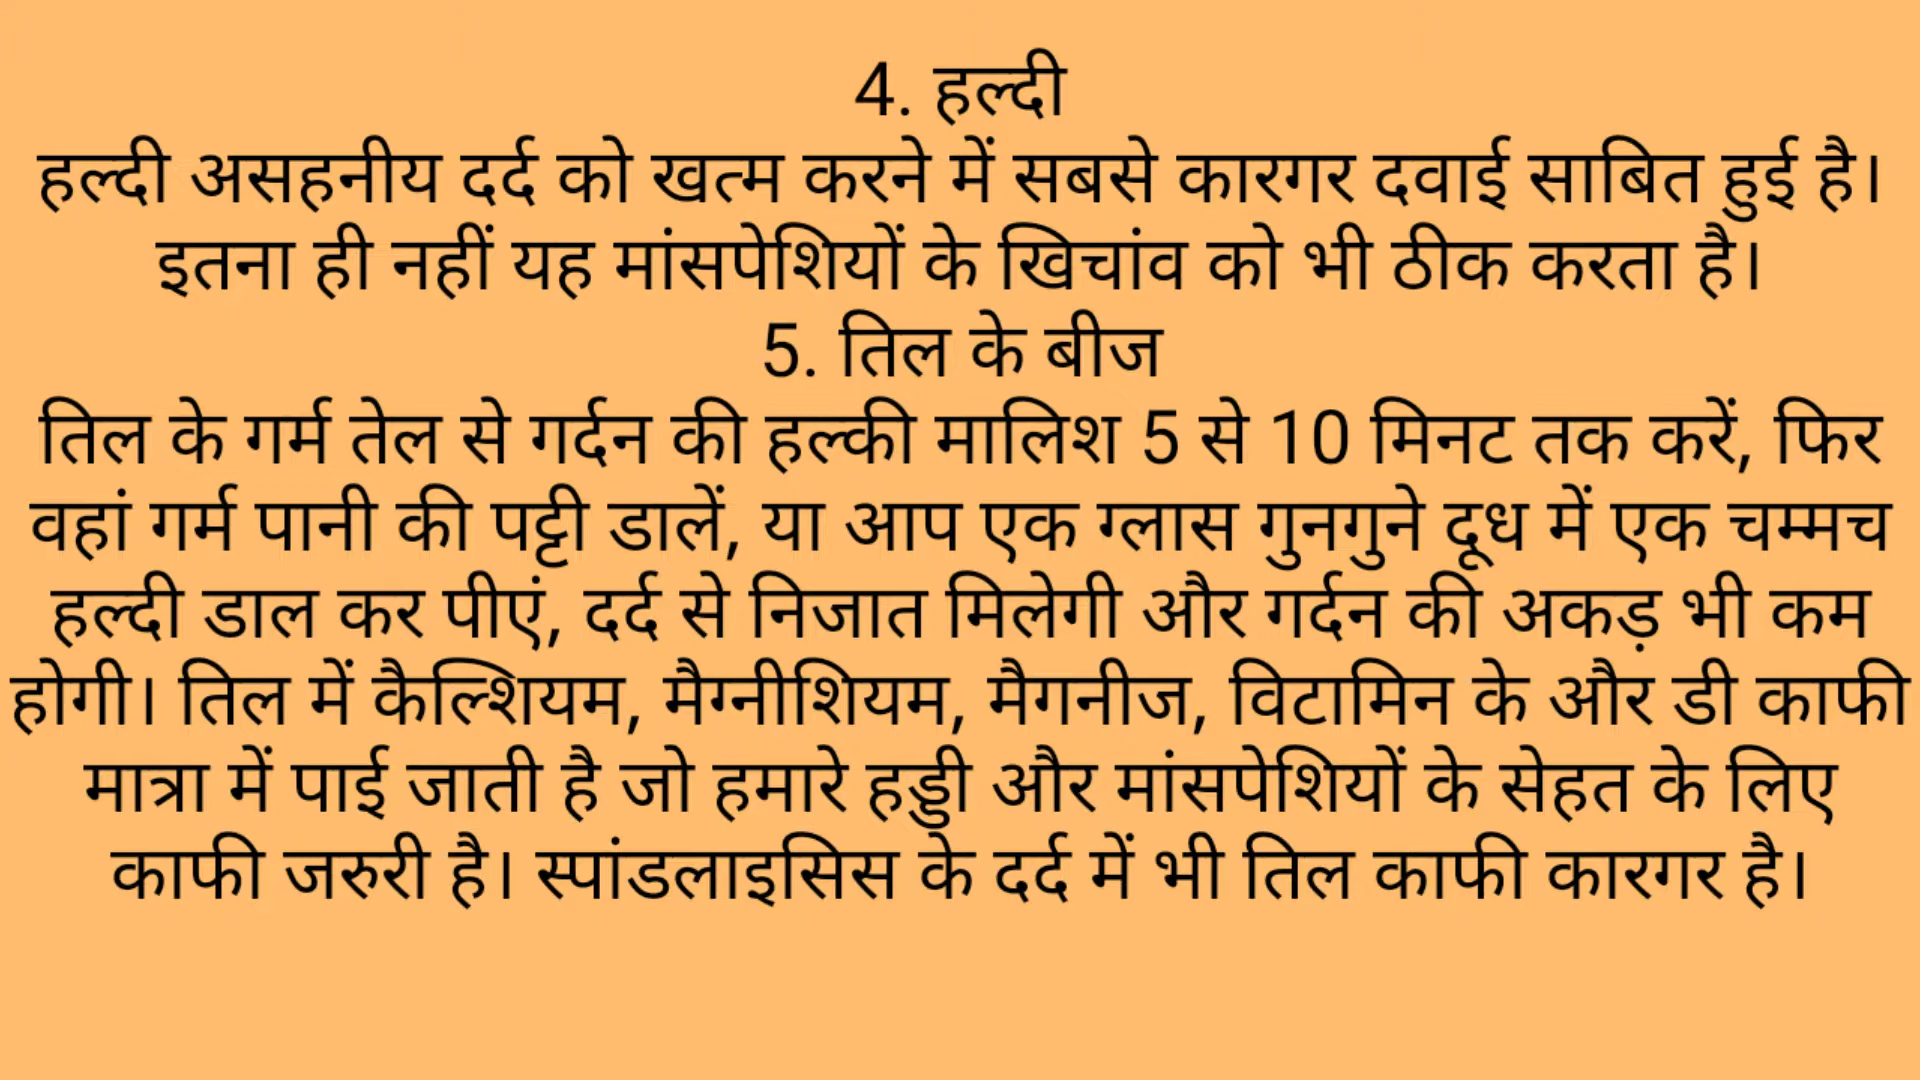 4. हल्दी
हल्दी असहनीय दर्द को खत्म करने में सबसे कारगर दवाई साबित हुई है।
इतना ही नहीं यह मांसपेशियों के खिचांव को भी ठीक करता है।
5. तिल के बीज
तिल के गर्म तेल से गर्दन की हल्की मालिश 5 से 10 मिनट तक करें, फिर
वहां गर्म पानी की पट्टी डालें, या आप एक ग्लास गुनगुने दूध में एक चम्मच
हल्दी डाल कर पीएं, दर्द से निजात मिलेगी और गर्दन की अकड़ भी कम
होगी। तिल में कैल्शियम, मैग्नीशियम, मैगनीज, विटामिन के और डी काफी
मात्रा में पाई जाती है जो हमारे हड्डी और मांसपेशियों के सेहत के लिए
काफी जरुरी है। स्पांडलाइसिस के दर्द में भी तिल काफी कारगर है।